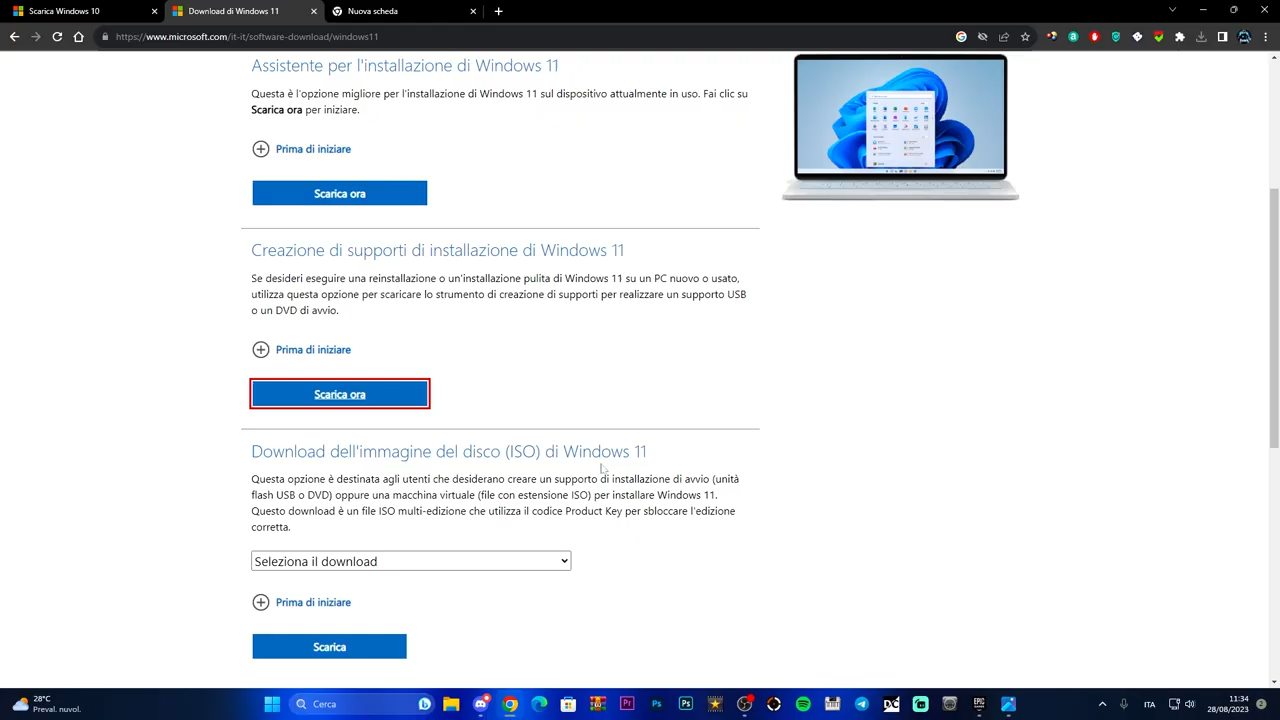 Scarica Windows 10
Download di Windows 11
Nuova scheda
https://www.microsoft.com/it-it/software-download/windows11
Assistente per l'installazione di Windows 11
Questa è l'opzione migliore per l'installazione di Windows 11 sul dispositivo attualmente in uso. Fai clic su
Scarica ora per iniziare.
Prima di iniziare
Scarica ora
Creazione di supporti di installazione di Windows 11
Se desideri eseguire una reinstallazione o un'installazione pulita di Windows 11 su un PC nuovo o usato,
utilizza questa opzione per scaricare lo strumento di creazione di supporti per realizzare un supporto USB
o un DVD di avvio.
Prima di iniziare
Scarica ora
Download dell'immagine del disco (ISO) di Windows 11
Questa opzione è destinata agli utenti che desiderano creare un supporto di installazione di avvio (unità
flash USB o DVD) oppure una macchina virtuale (file con estensione ISO) per installare Windows 11.
Questo download è un file ISO multi-edizione che utilizza il codice Product Key per sbloccare l'edizione
corretta.
Seleziona il download
Prima di iniziare
Scarica
28°C
Preval. nuvol.
Cerca
ITA
11:34
28/08/2023